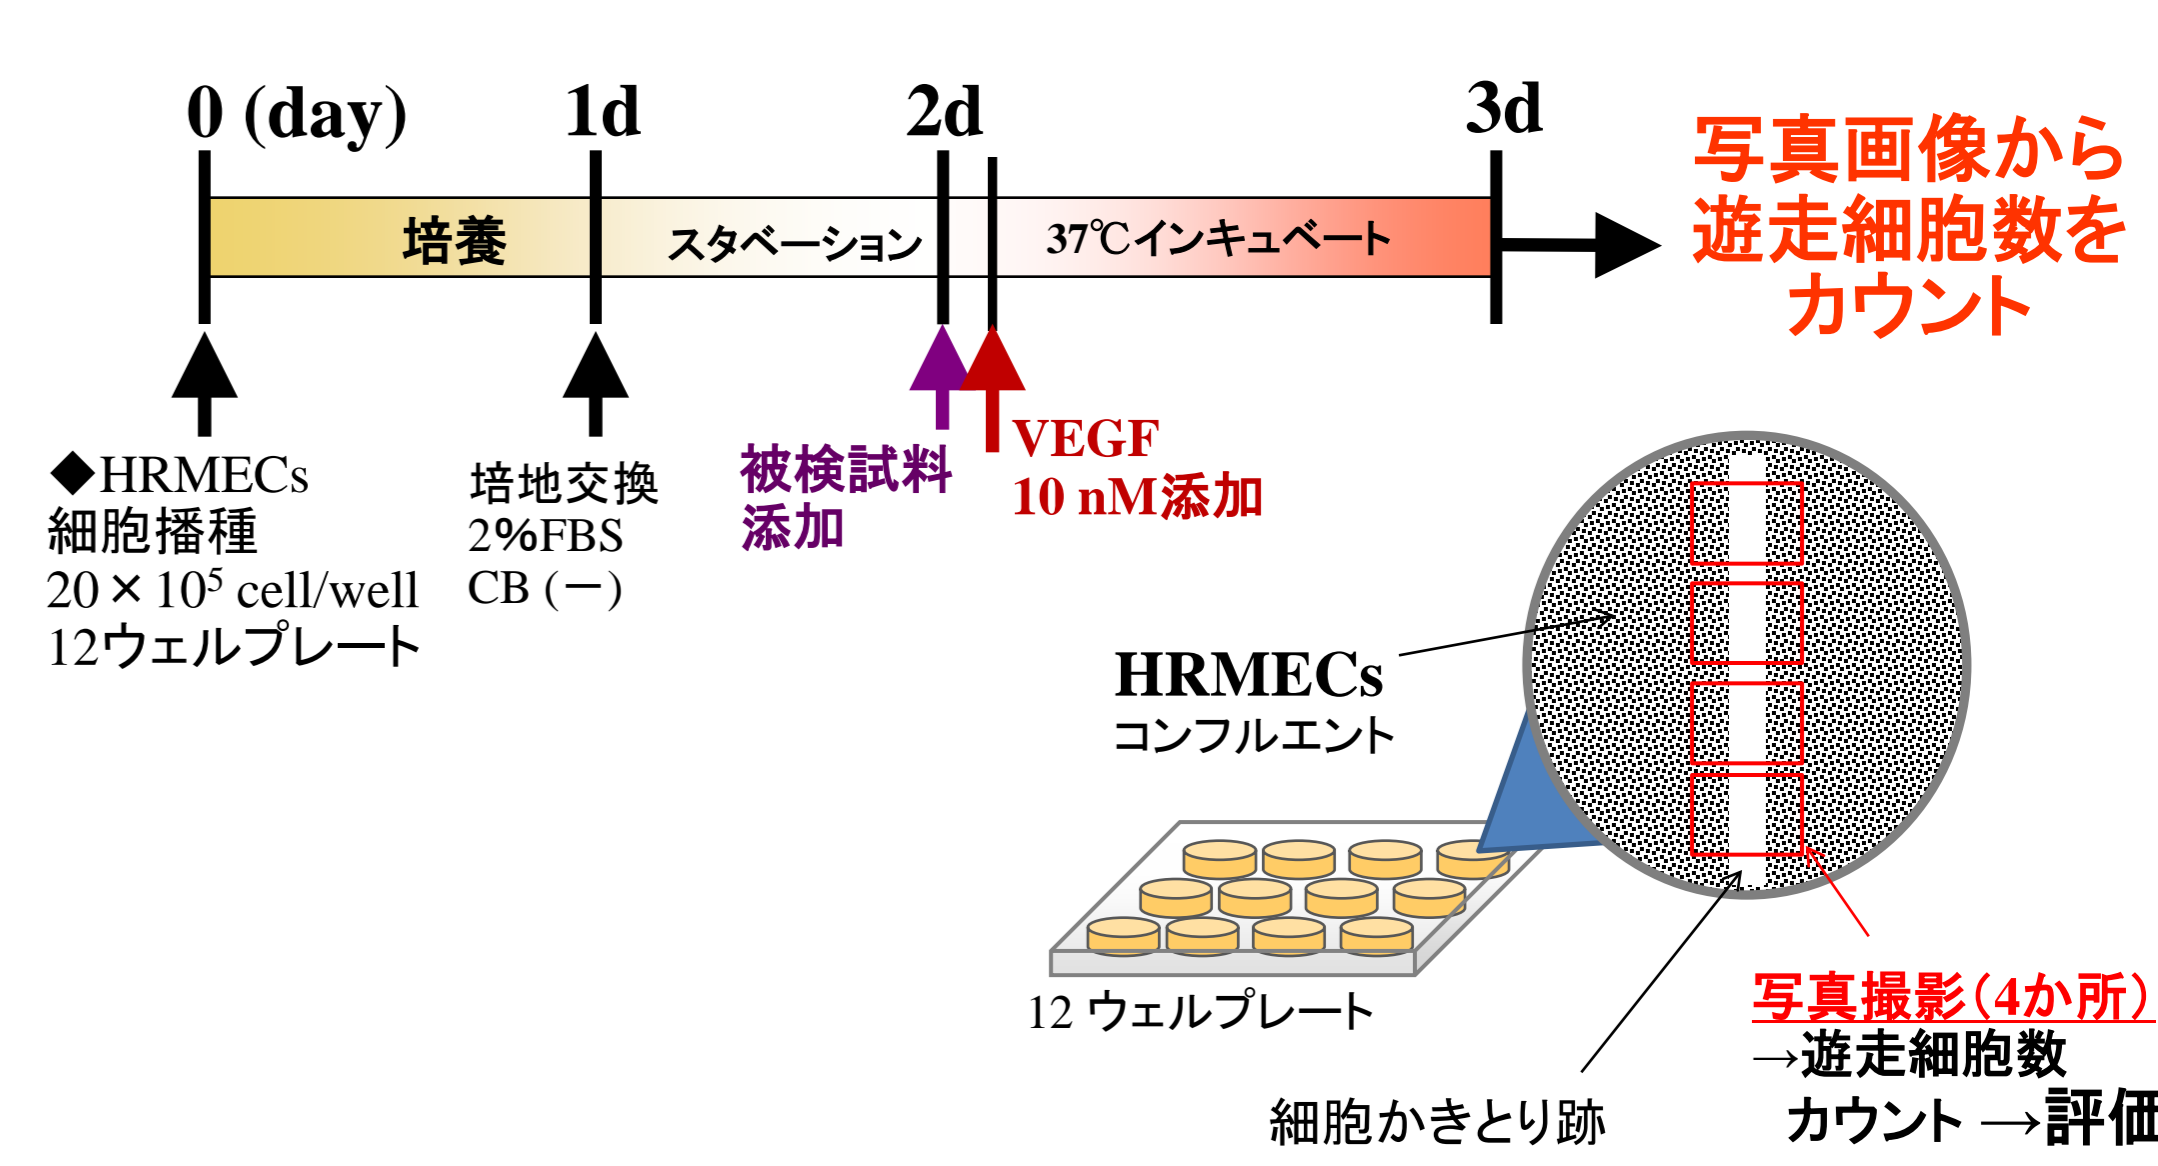 0 (day)
1d
2d
3d
培養
スタベーション
37℃インキュベート
写真画像から
遊走細胞数を
カウント
◆HRMECs
細胞播種
20×10⁵ cell/well
12ウェルプレート
培地交換
2%FBS
CB (ー)
被検試料
添加
VEGF
10 nM添加
HRMECs
コンフルエント
12 ウェルプレート
細胞かきとり跡
写真撮影(4か所)
→遊走細胞数
カウント →評価